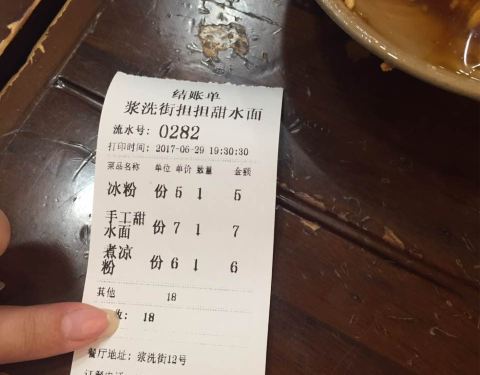 结账单
浆洗街担担甜水面
流水号: 0282
打印时间: 2017-06-29 19:30:30
菜品名称 单位 单价 数量 金额
冰粉 份 5 1 5
手工甜
水面 份 7 1 7
煮凉
粉 份 6 1 6
其他 18
收: 18
餐厅地址: 浆洗街12号